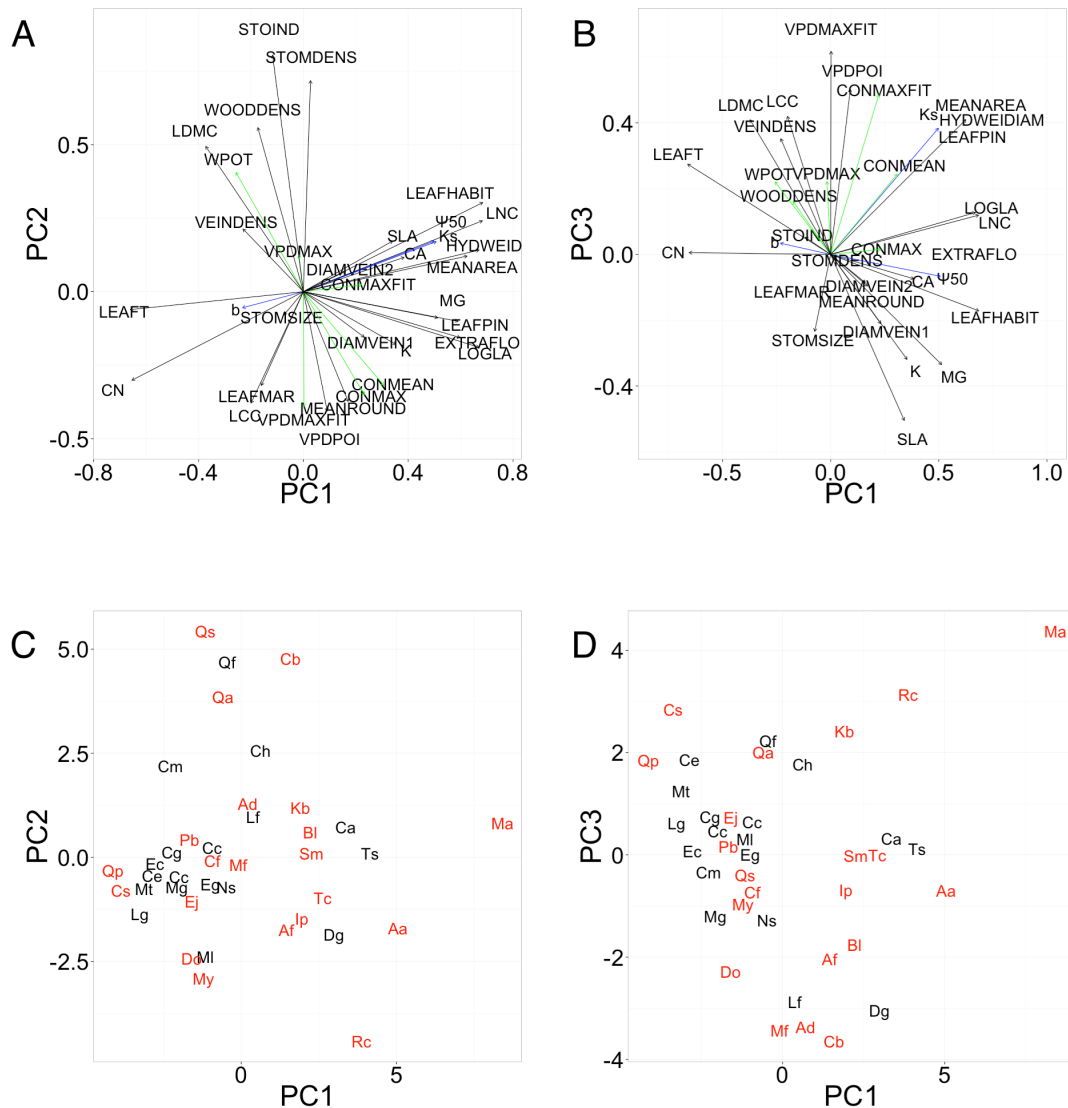 A
STOIND
STOMDENS
WOODDENS
LDMC
WPOT
VEINDENS
VPDMAX
LEAFHABIT
LNC
Ψ50
SLA
Ks
CA
HYDWEID
DIAMVEIN2
MEANAREA
CONMAXFIT
MG
LEAFT
b
STOMSIZE
LEAFPIN
DIAMVEIN1
EXTRAFLO
K
LOGLA
CN
CONMEAN
LEAFMAR
CONMAX
MEANROUND
LCC
VPDMAXFIT
VPDPOI
0.5
0.0
-0.5
PC2
-0.8
-0.4
0.0
0.4
0.8
PC1
B
VPDMAXFIT
VPDPOI
CONMAXFIT
LDMC
LCC
MEANAREA
Ks
HYDWEIDIAM
VEINDENS
LEAFPIN
LEAFT
CONMEAN
WPOT
VPDMAX
WOODDENS
LOGLA
LNC
STOIND
b
CONMAX
CN
EXTRAFLO
STOMDENS
CA
Ψ50
DIAMVEIN2
LEAFMAR
MEANROUND
LEAFHABIT
STOMSIZE
DIAMVEIN1
K
MG
SLA
0.4
0.0
-0.4
PC3
-0.5
0.0
0.5
1.0
PC1
C
Qs
Qf
Cb
Qa
Ch
Cm
Ad
Kb
Lf
Ma
Bl
Ca
Pb
Cc
Cg
Sm
Ts
Cf
Ec
Mf
Qp
Ce
Cc
Cs
Mt
Mg
Eg
Ns
Ej
Tc
Lg
Ip
Af
Aa
Dg
Do
Ml
My
Rc
5.0
2.5
0.0
-2.5
PC2
0
5
PC1
D
Ma
Rc
Cs
Kb
Qf
Qa
Qp
Ce
Ch
Mt
Cg
Ej
Lg
Cc
Cc
Ml
Ca
Pb
Ec
Eg
Sm
Tc
Ts
Cm
Qs
Cf
Ip
Aa
My
Mg
Ns
Bl
Af
Do
Lf
Dg
Mf
Ad
Cb
4
2
0
-2
-4
PC3
0
5
PC1